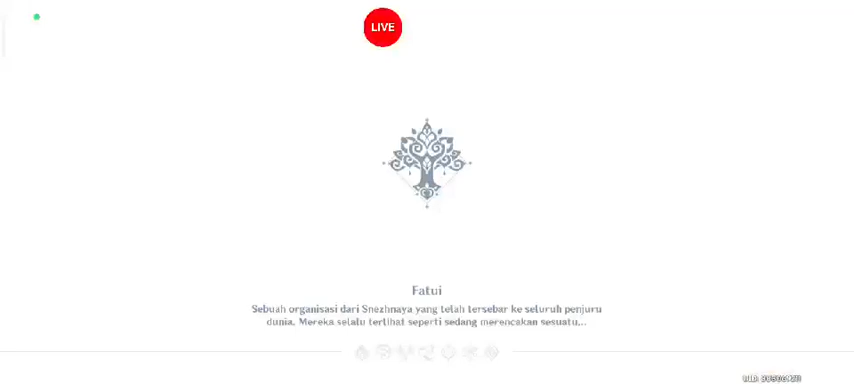 LIVE
Fatui
Sebuah organisasi dari Snezhnaya yang telah tersebar ke seluruh penjuru
dunia. Mereka selalu terlihat seperti sedang merencakan sesuatu...